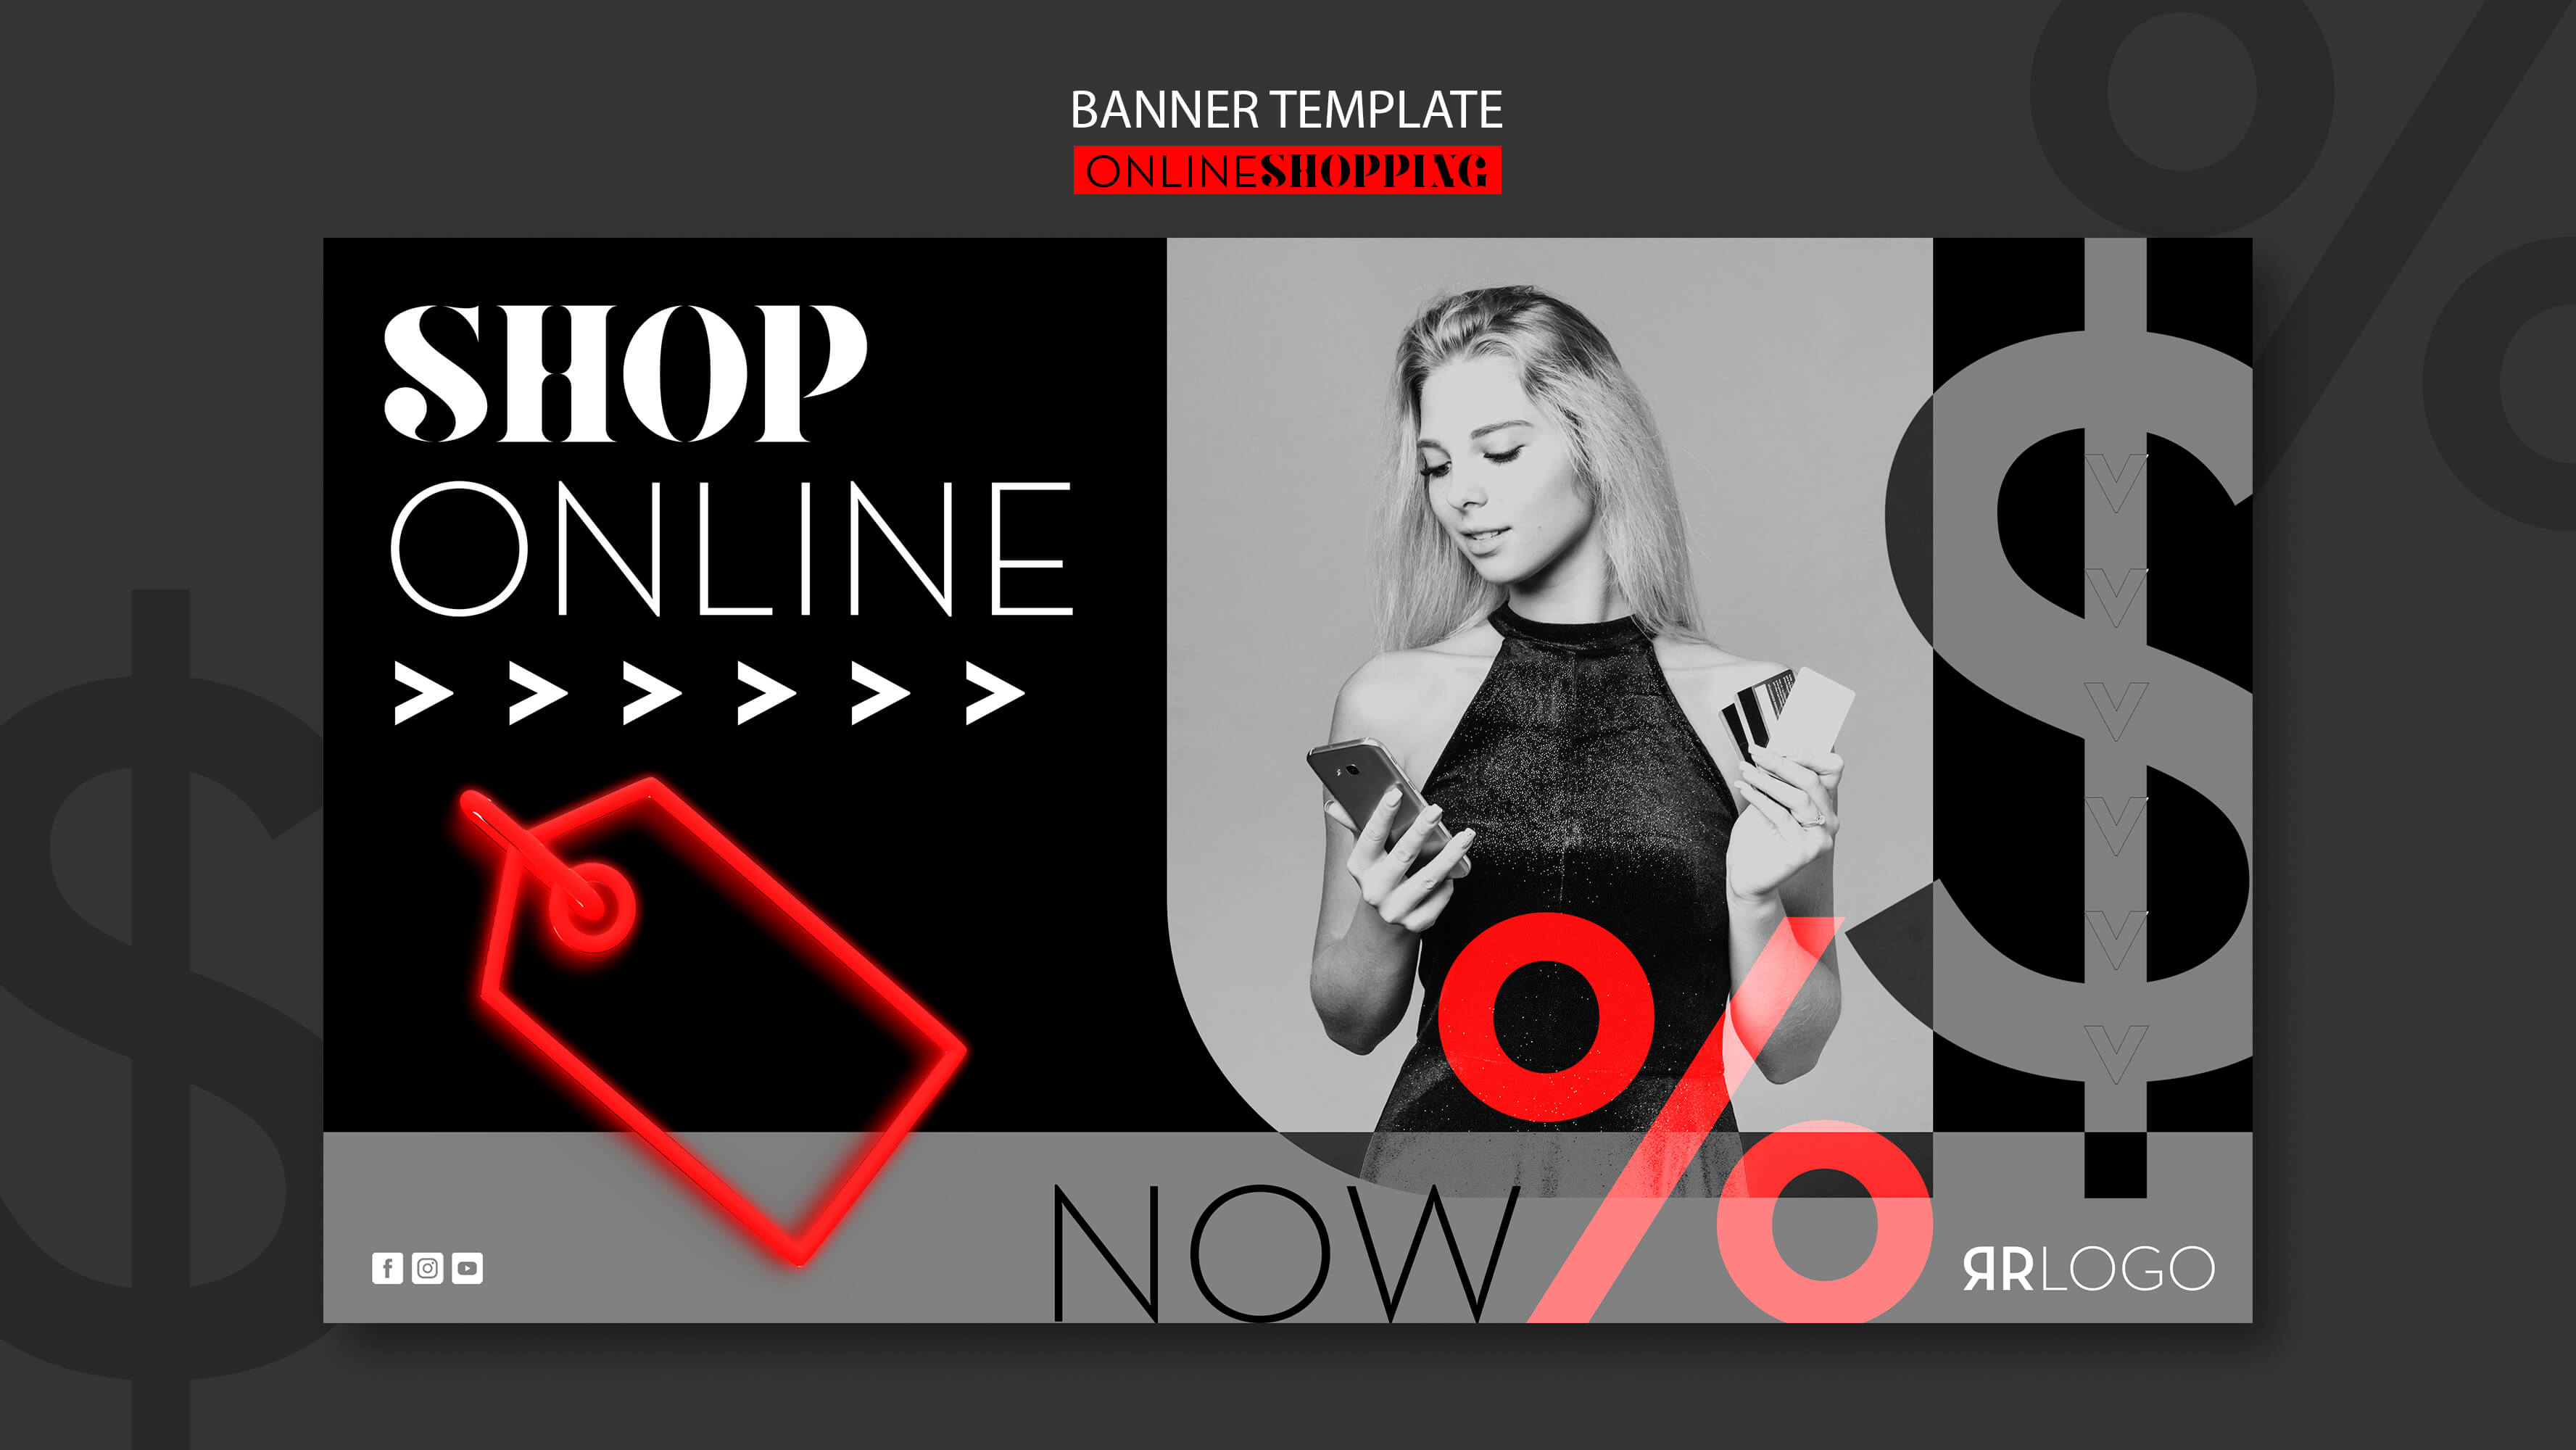 BANNER TEMPLATE
ONLINESHOPPING
SHOP
ONLINE
> > > > > >
$
%
NOW
ЯRLOGO